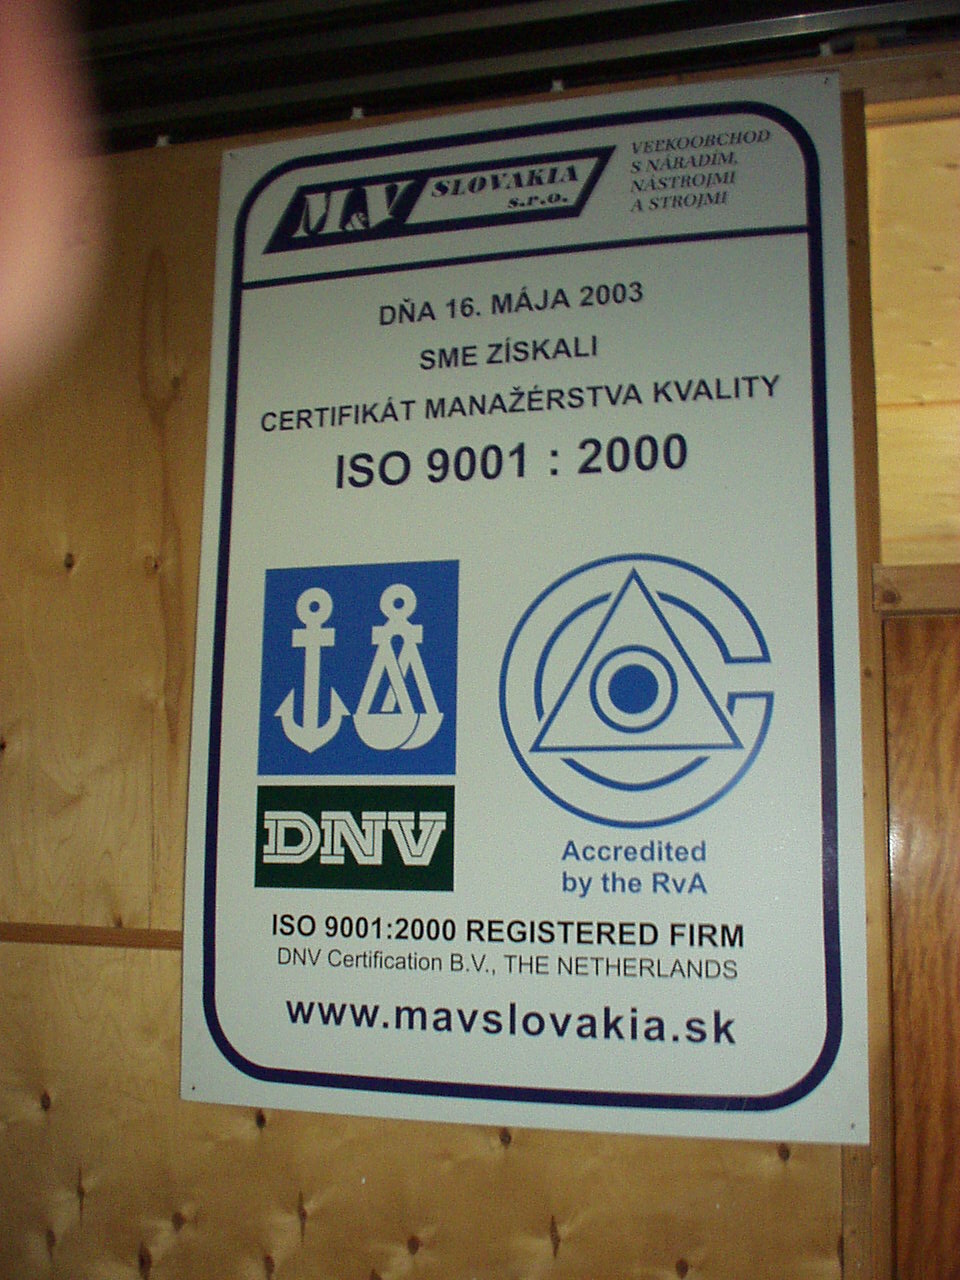 M&V SLOVAKIA
s.r.o.
VEĽKOOBCHOD
S NÁRADÍM,
NÁSTROJMI
A STROJMI
DŇA 16. MÁJA 2003
SME ZÍSKALI
CERTIFIKÁT MANAŽÉRSTVA KVALITY
ISO 9001 : 2000
DNV
Accredited
by the RvA
ISO 9001:2000 REGISTERED FIRM
DNV Certification B.V., THE NETHERLANDS
www.mavslovakia.sk